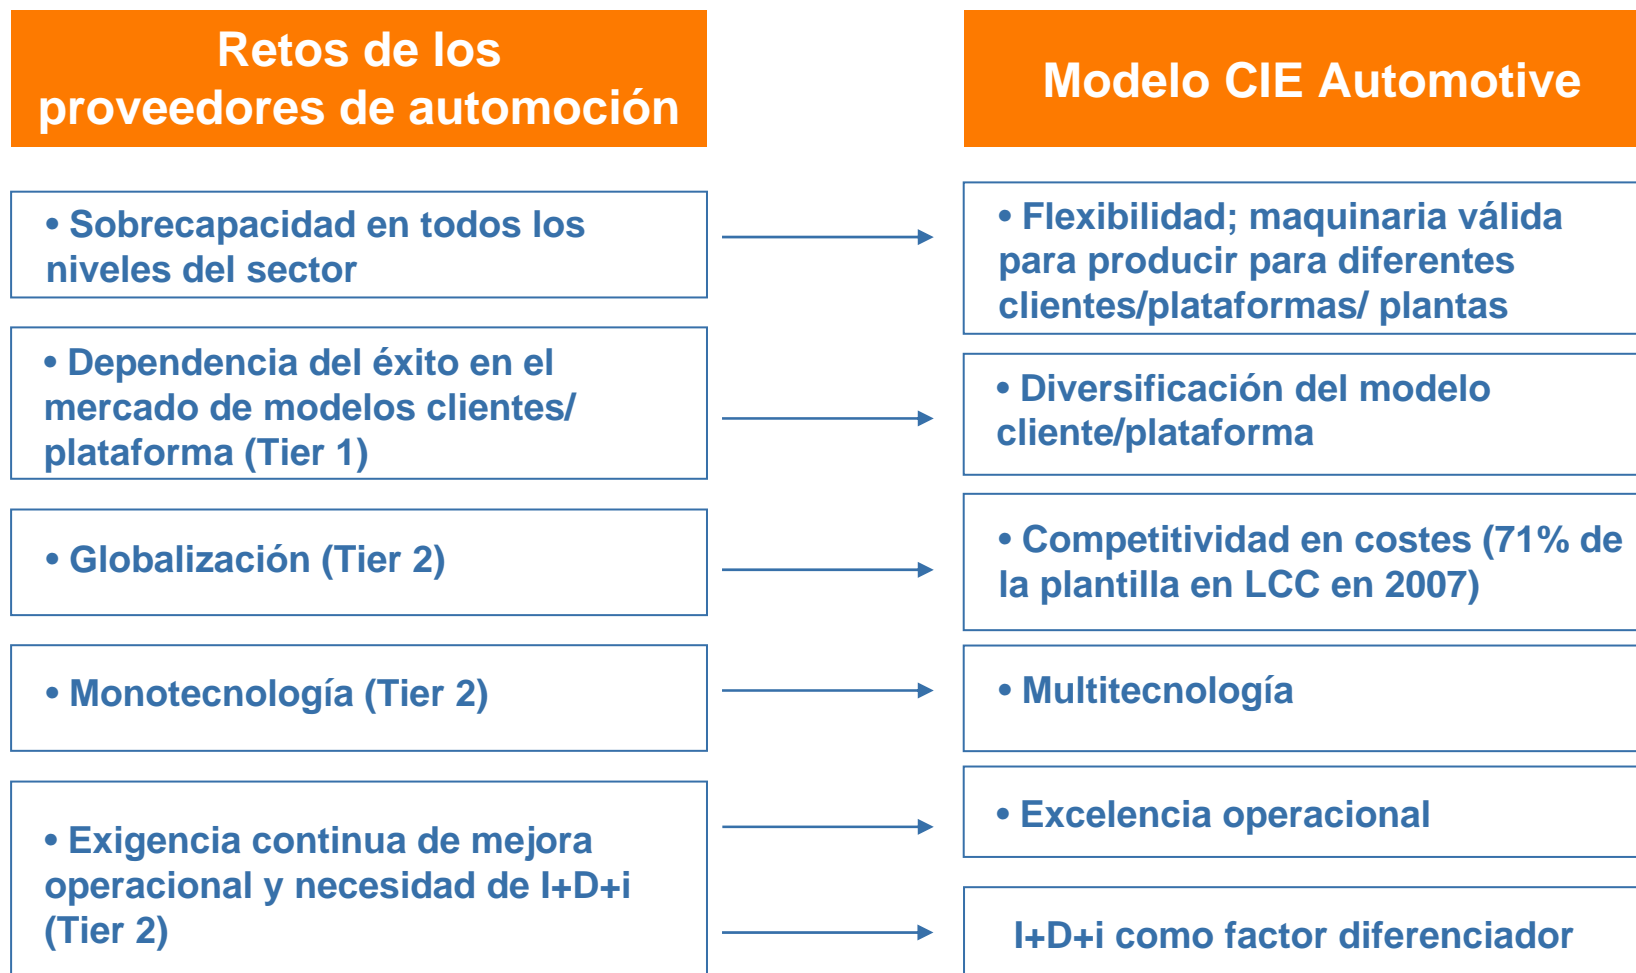 Retos de los
proveedores de automoción
Modelo CIE Automotive
• Sobrecapacidad en todos los
niveles del sector
• Flexibilidad; maquinaria válida
para producir para diferentes
clientes/plataformas/ plantas
• Dependencia del éxito en el
mercado de modelos clientes/
plataforma (Tier 1)
• Diversificación del modelo
cliente/plataforma
• Globalización (Tier 2)
• Competitividad en costes (71% de
la plantilla en LCC en 2007)
• Monotecnología (Tier 2)
• Multitecnología
• Exigencia continua de mejora
operacional y necesidad de I+D+i
(Tier 2)
• Excelencia operacional
I+D+i como factor diferenciador